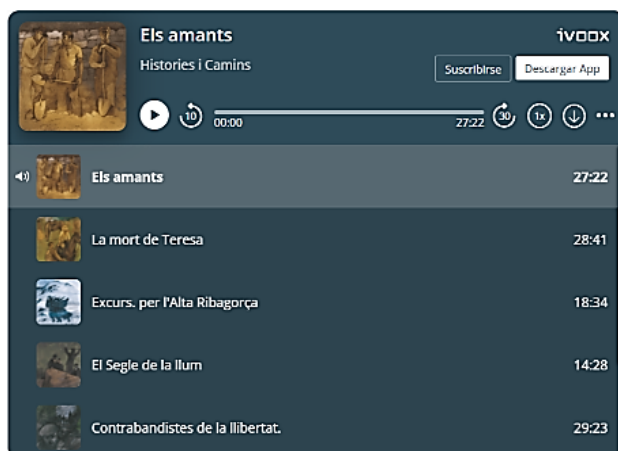 Els amants
ivoox
Histories i Camins
Suscribirse
Descargar App
10
00:00
27:22
30
1x
Els amants 27:22
La mort de Teresa 28:41
Excurs. per l'Alta Ribagorça 18:34
El Segle de la llum 14:28
Contrabandistes de la llibertat. 29:23